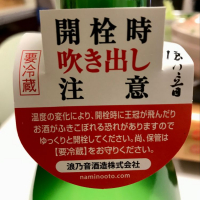 開栓時
吹き出し
注意
要冷蔵
温度の変化により、開栓時に王冠が飛んだり
お酒がふきこぼれる恐れがありますので
ゆっくりと開栓してください。尚、保管は
【要冷蔵】をお守りください。
浪乃音酒造株式会社
naminooto.com